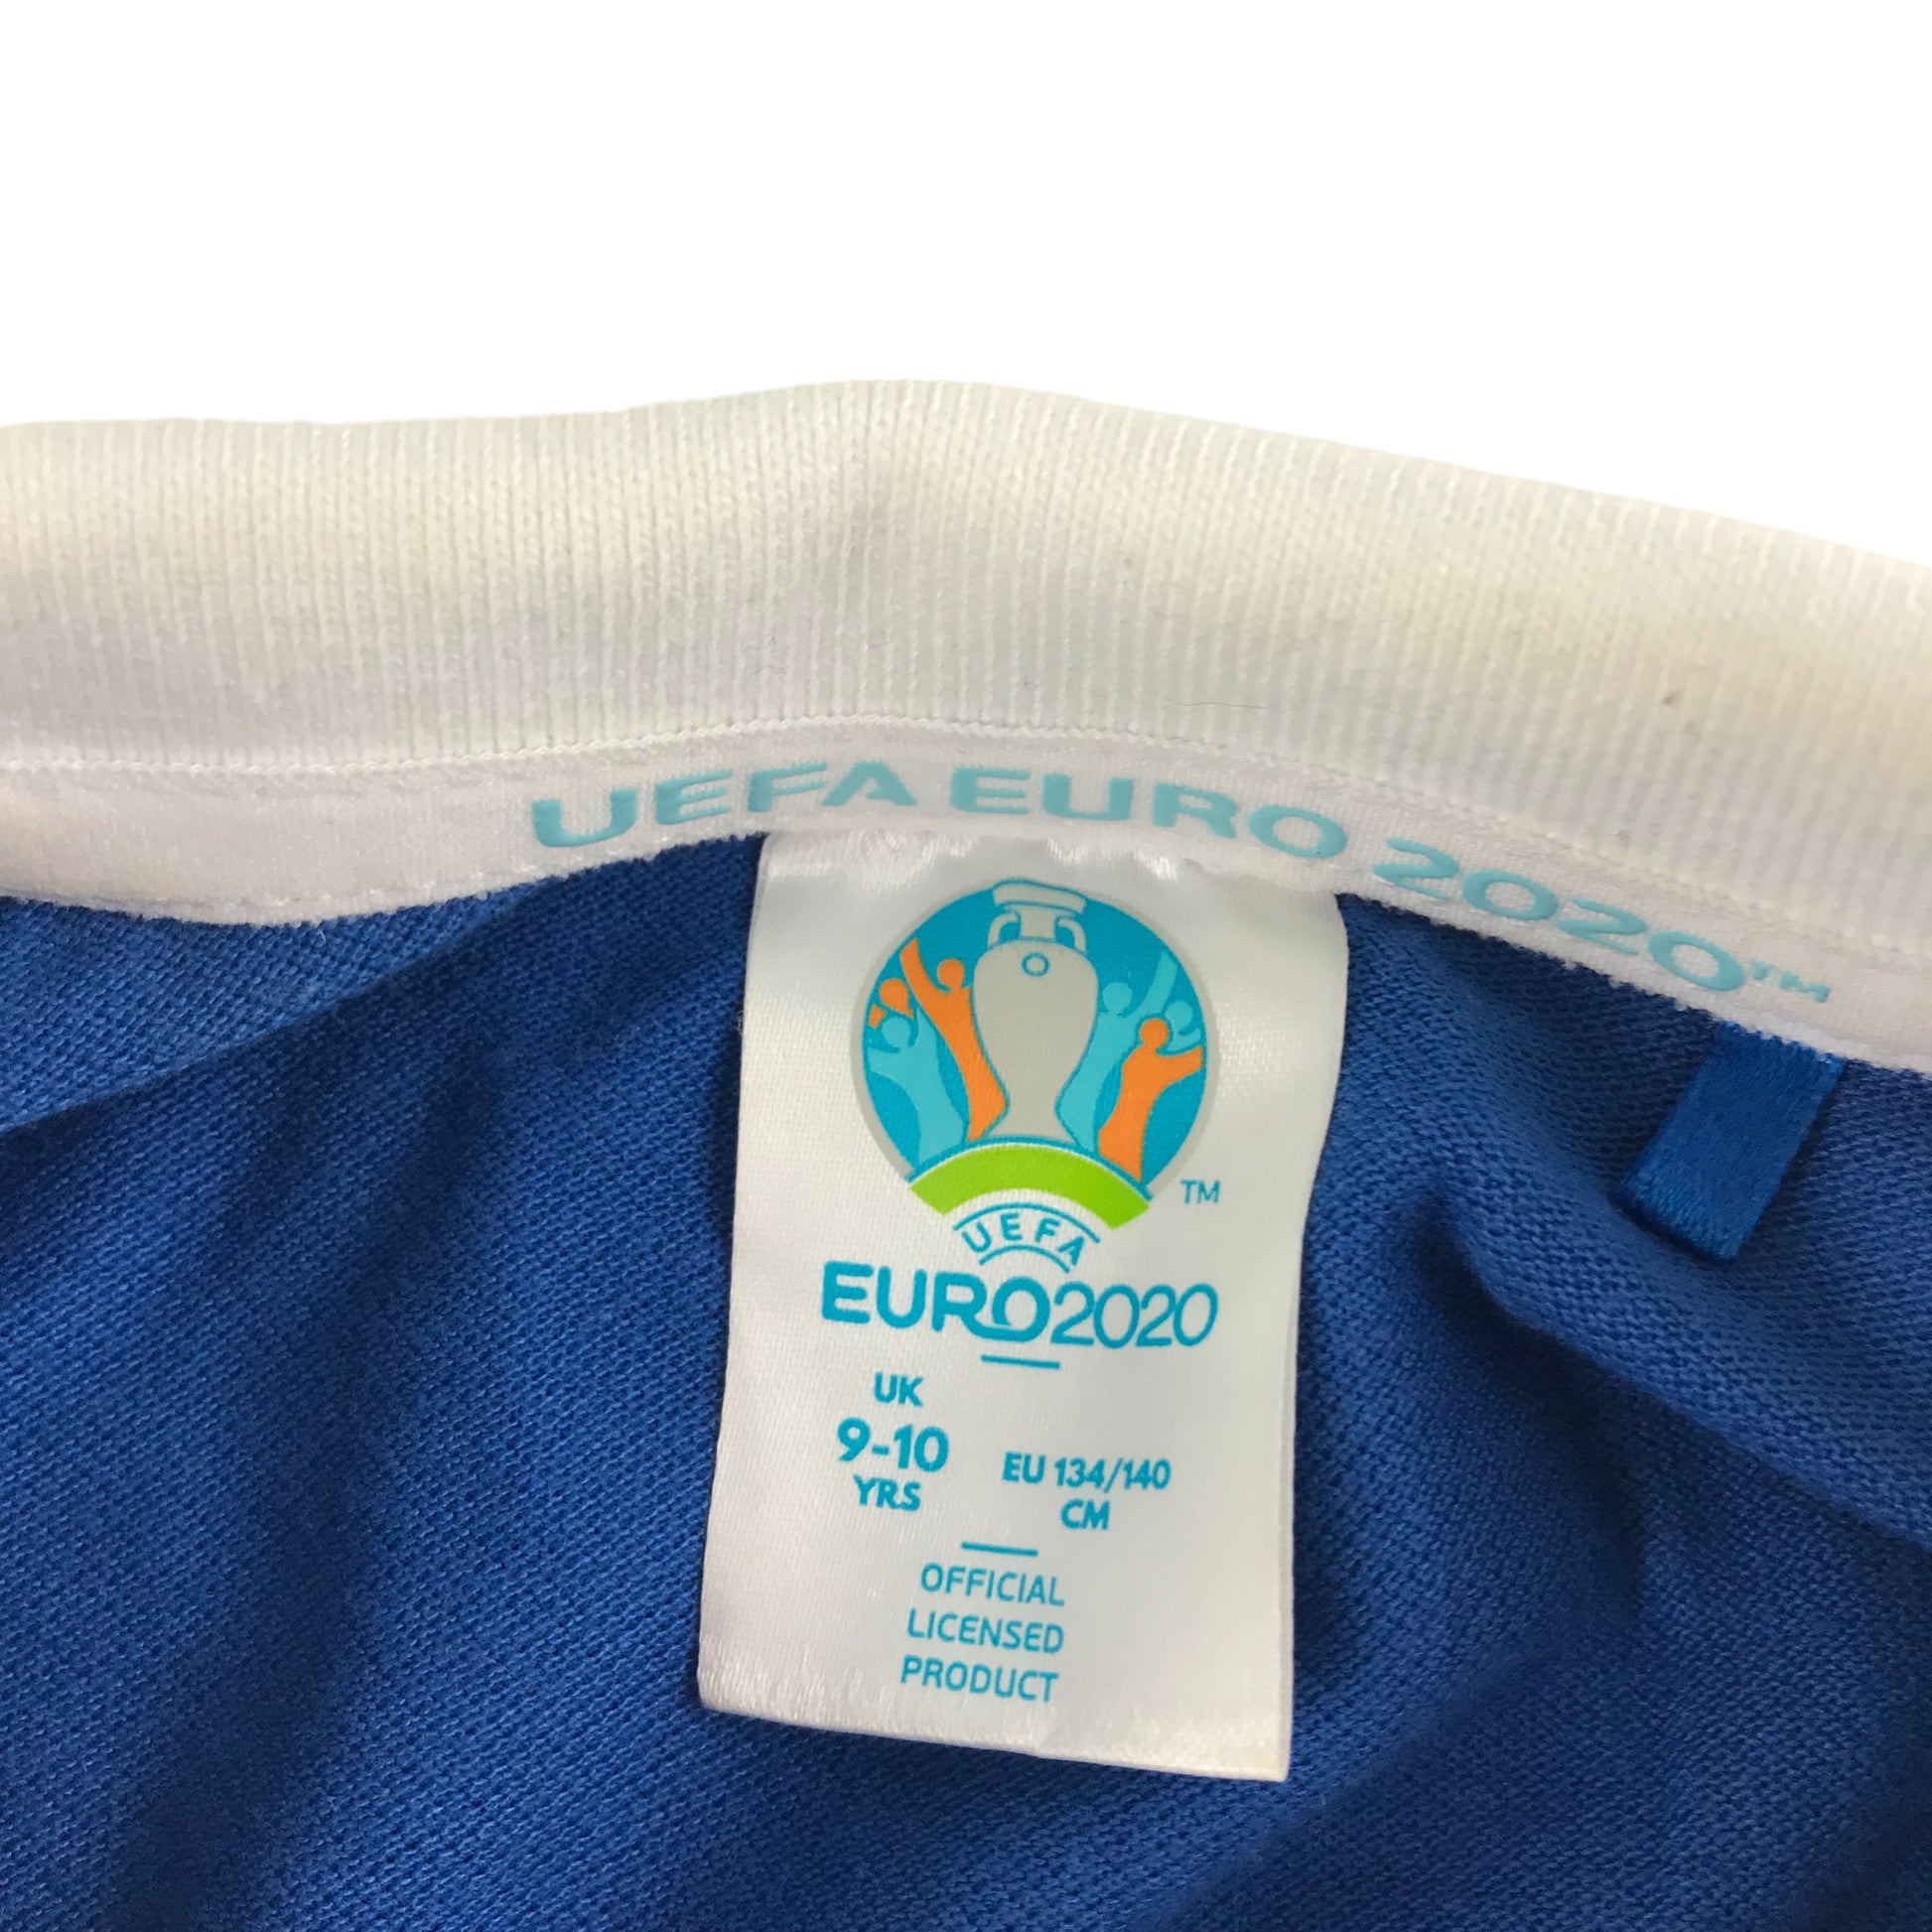 UEFA EURO 2020™
TM
UEFA
EURO2020
UK
9-10
YRS
EU 134/140
CM
OFFICIAL
LICENSED
PRODUCT